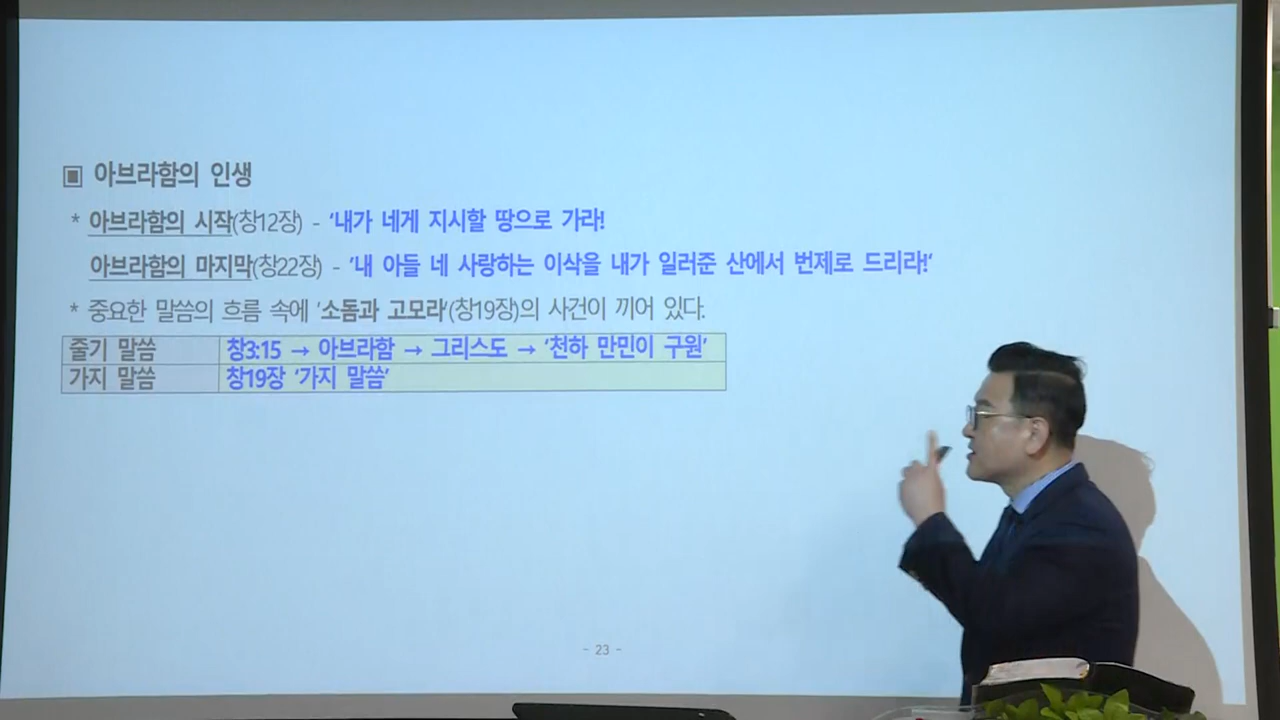 ▣ 아브라함의 인생
* 아브라함의 시작(창12장) - '내가 네게 지시할 땅으로 가라!
아브라함의 마지막(창22장) - '내 아들 네 사랑하는 이삭을 내가 일러준 산에서 번제로 드리라!'
* 중요한 말씀의 흐름 속에 '소돔과 고모라'(창19장)의 사건이 끼어 있다.
줄기 말씀 창3:15 → 아브라함 → 그리스도 → '천하 만민이 구원'
가지 말씀 창19장 '가지 말씀'
- 23 -